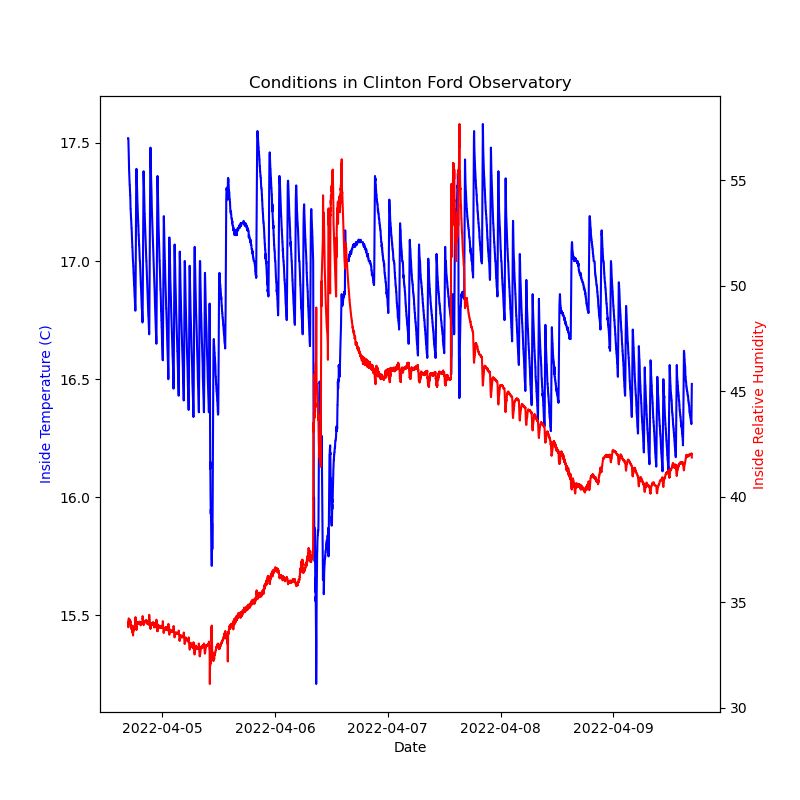 Conditions in Clinton Ford Observatory
17.5
17.0
16.5
16.0
15.5
Inside Temperature (C)
55
50
45
40
35
30
Inside Relative Humidity
2022-04-05 2022-04-06 2022-04-07 2022-04-08 2022-04-09
Date